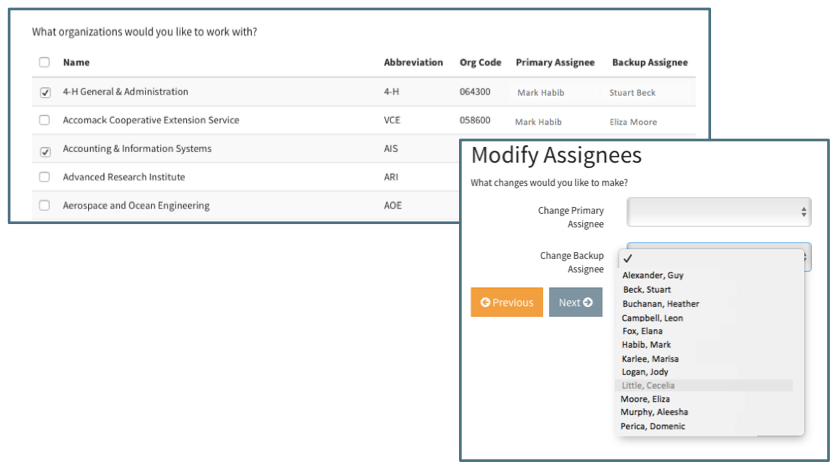 What organizations would you like to work with?
Name Abbreviation Org Code Primary Assignee Backup Assignee
4-H General & Administration 4-H 064300 Mark Habib Stuart Beck
Accomack Cooperative Extension Service VCE 058600 Mark Habib Eliza Moore
Accounting & Information Systems AIS
Advanced Research Institute ARI
Aerospace and Ocean Engineering AOE
Modify Assignees
What changes would you like to make?
Change Primary
Assignee
Change Backup
Assignee
Previous Next
Alexander, Guy
Beck, Stuart
Buchanan, Heather
Campbell, Leon
Fox, Elana
Habib, Mark
Karlee, Marisa
Logan, Jody
Little, Cecelia
Moore, Eliza
Murphy, Aleesha
Perica, Domenic